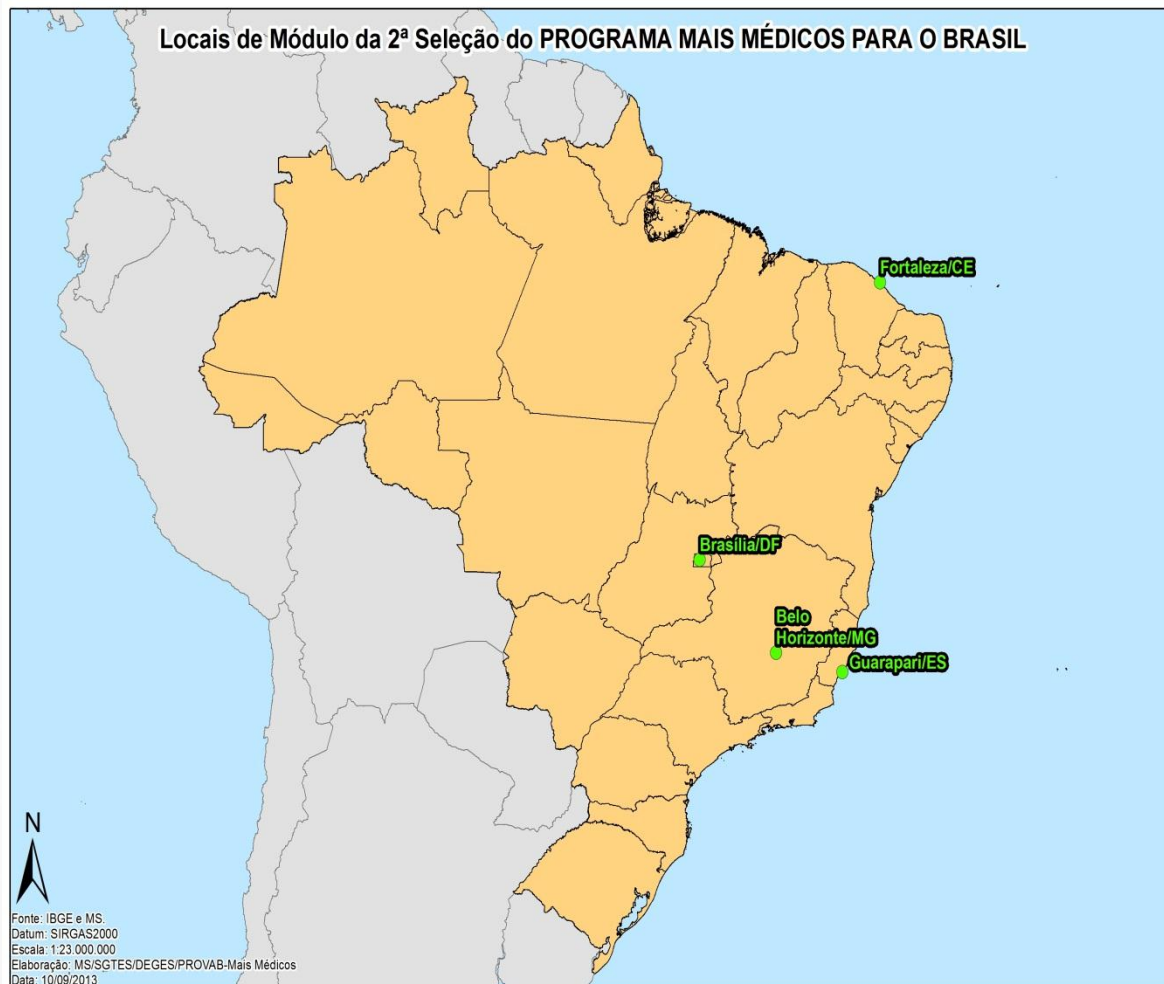 Locais de Módulo da 2ª Seleção do PROGRAMA MAIS MÉDICOS PARA O BRASIL
Fortaleza/CE
Brasília/DF
Belo
Horizonte/MG
Guarapari/ES
N
Fonte: IBGE e MS.
Datum: SIRGAS2000
Escala: 1:23.000.000
Elaboração: MS/SGTES/DEGES/PROVAB-Mais Médicos
Data: 10/09/2013